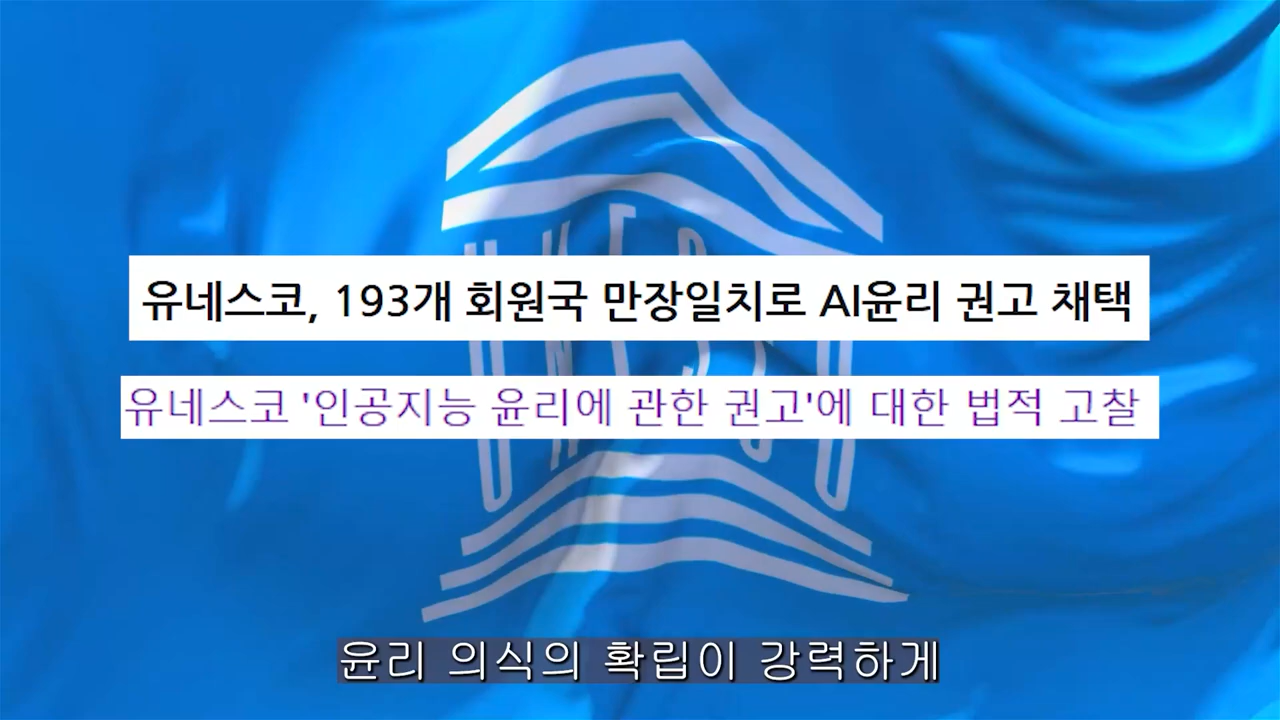 UNESCO
유네스코, 193개 회원국 만장일치로 AI윤리 권고 채택
유네스코 '인공지능 윤리에 관한 권고'에 대한 법적 고찰
윤리 의식의 확립이 강력하게